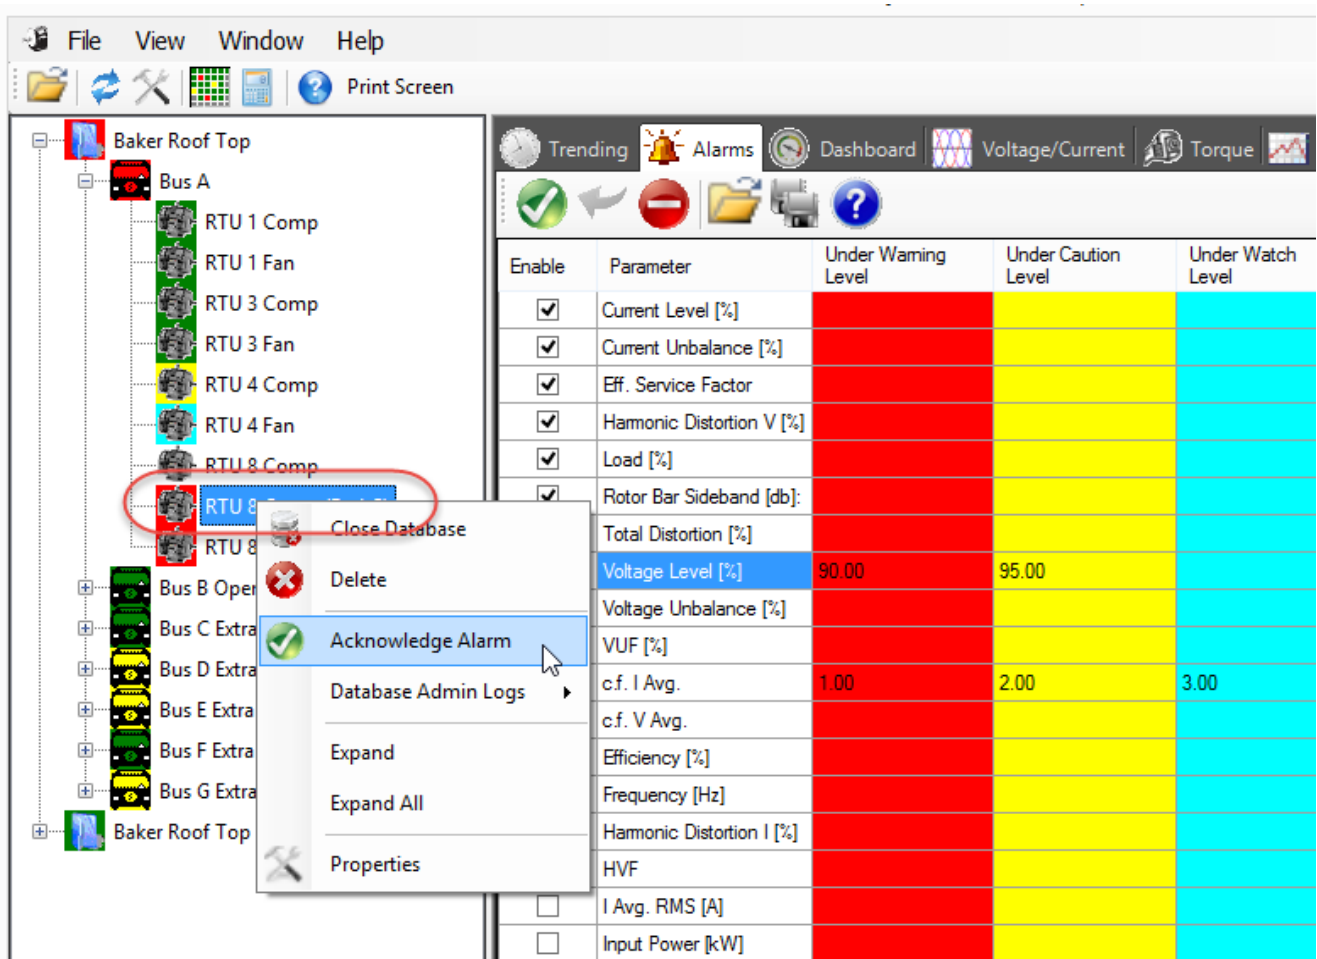 File View Window Help
Print Screen
Baker Roof Top
Bus A
RTU 1 Comp
RTU 1 Fan
RTU 3 Comp
RTU 3 Fan
RTU 4 Comp
RTU 4 Fan
RTU 8 Comp
RTU 8
RTU 8
Bus B Oper
Bus C Extra
Bus D Extra
Bus E Extra
Bus F Extra
Bus G Extra
Baker Roof Top
Close Database
Delete
Acknowledge Alarm
Database Admin Logs
Expand
Expand All
Properties
Trending Alarms Dashboard Voltage/Current Torque
Enable Parameter Under Warning Level Under Caution Level Under Watch Level
Current Level [%]
Current Unbalance [%]
Eff. Service Factor
Harmonic Distortion V [%]
Load [%]
Rotor Bar Sideband [db]:
Total Distortion [%]
Voltage Level [%] 90.00 95.00
Voltage Unbalance [%]
VUF [%]
c.f. I Avg. 1.00 2.00 3.00
c.f. V Avg.
Efficiency [%]
Frequency [Hz]
Harmonic Distortion I [%]
HVF
I Avg. RMS [A]
Input Power [kW]